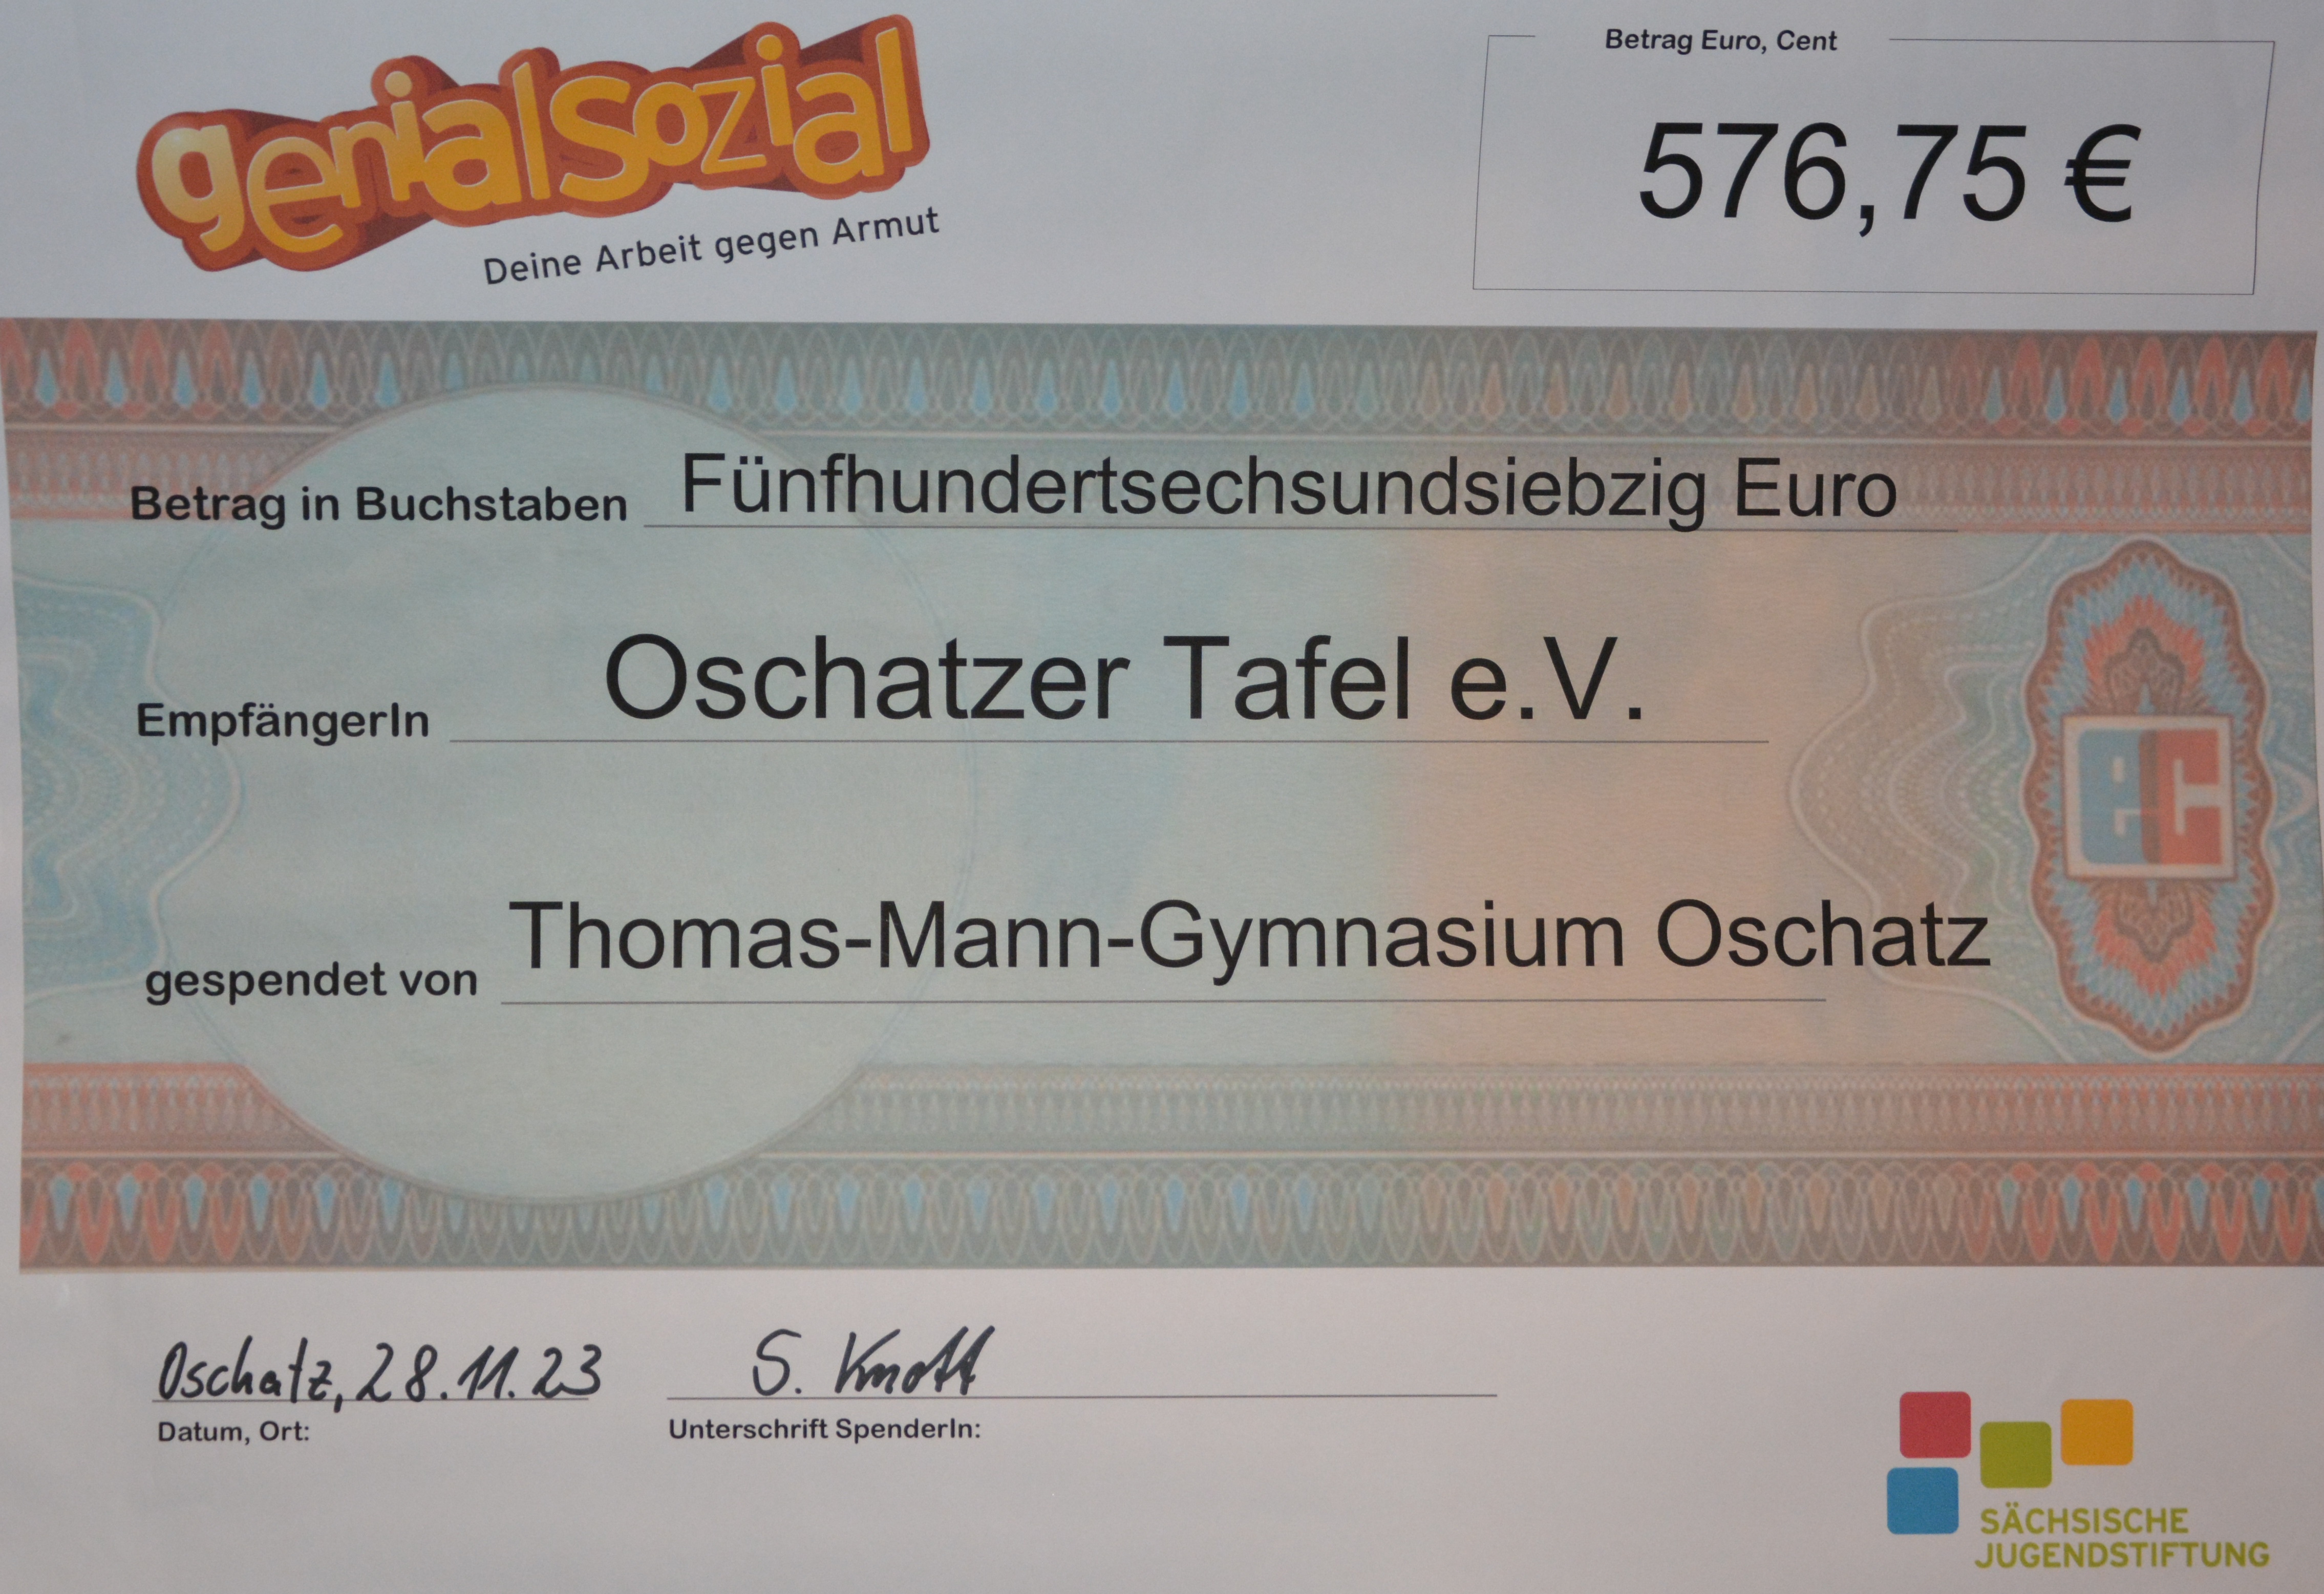 genialsozial
Deine Arbeit gegen Armut
Betrag Euro, Cent
576,75 €
Betrag in Buchstaben Fünfhundertsechsundsiebzig Euro
EmpfängerIn Oschatzer Tafel e.V.
gespendet von Thomas-Mann-Gymnasium Oschatz
Oschatz, 28.11.23 S. Knott
Datum, Ort: Unterschrift SpenderIn:
SÄCHSISCHE
JUGENDSTIFTUNG